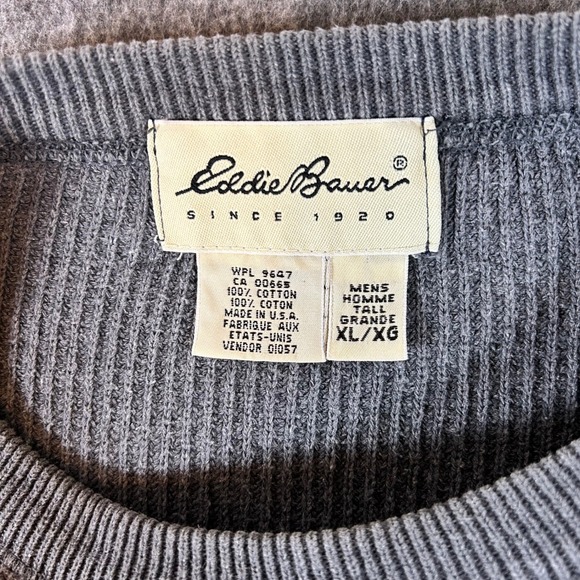 Eddie Bauer®
SINCE 1920
WPL 9647
CA 00665
100% COTTON
100% COTON
MADE IN U.S.A.
FABRIQUE AUX
ETATS-UNIS
VENDOR 01057
MENS
HOMME
TALL
GRANDE
XL/XG